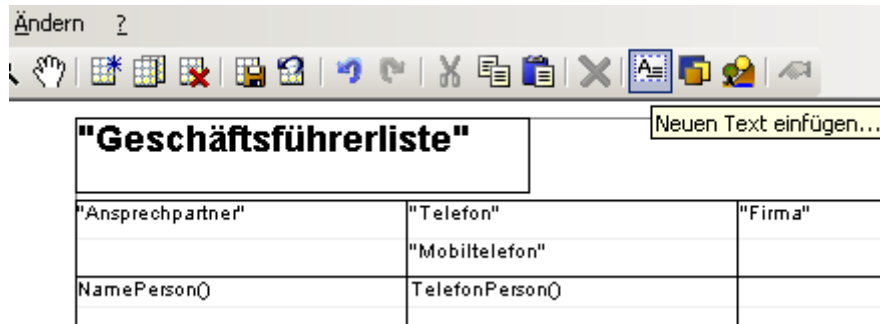 Ändern ?
Neuen Text einfügen...
"Geschäftsführerliste"
"Ansprechpartner" "Telefon" "Firma"
"Mobiltelefon"
NamePerson() TelefonPerson()